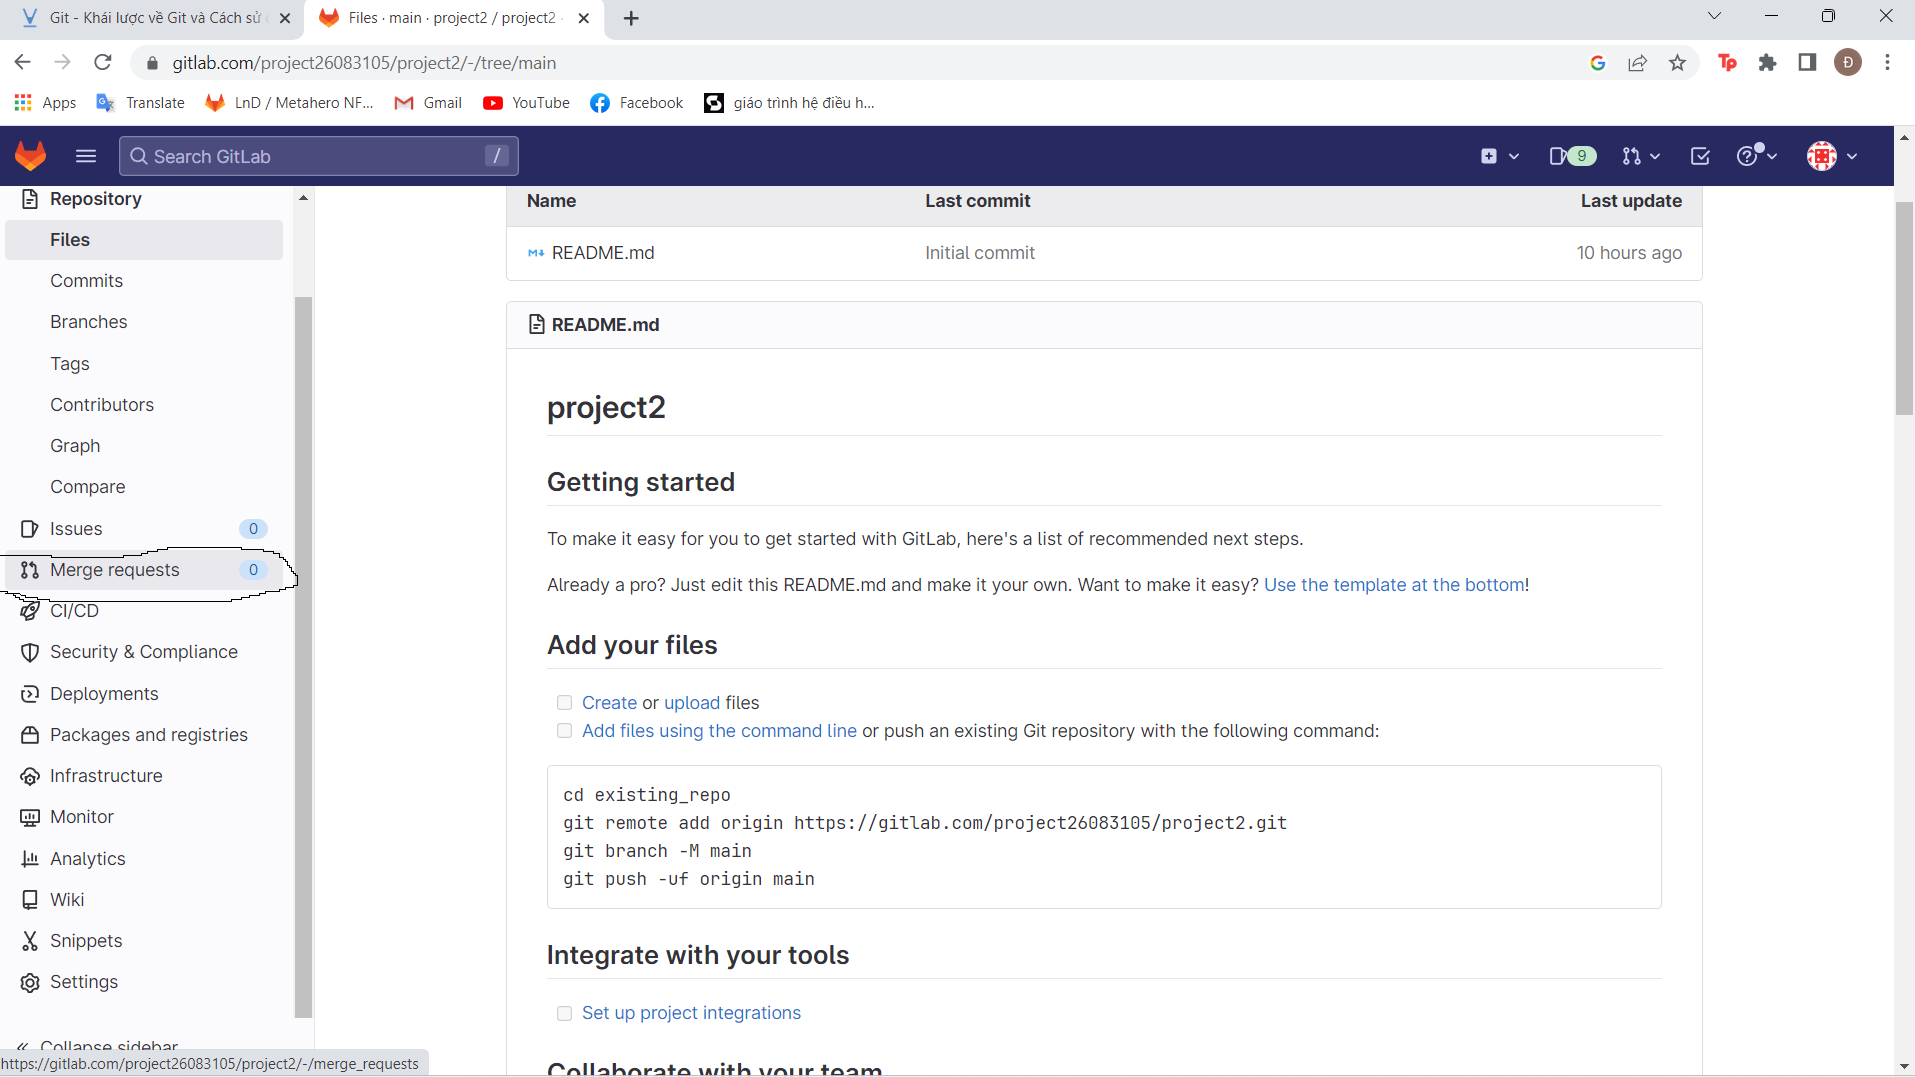 Git - Khái lược về Git và Cách sử
Files · main · project2 / project2
gitlab.com/project26083105/project2/-/tree/main
Tp
Đ
Apps
Translate
LnD / Metahero NF...
Gmail
YouTube
Facebook
giáo trình hệ điều h...
Search GitLab
/
9
Repository
Files
Commits
Branches
Tags
Contributors
Graph
Compare
Issues 0
Merge requests 0
CI/CD
Security & Compliance
Deployments
Packages and registries
Infrastructure
Monitor
Analytics
Wiki
Snippets
Settings
Collapse sidebar
https://gitlab.com/project26083105/project2/-/merge_requests
Name Last commit Last update
README.md Initial commit 10 hours ago
README.md
project2
Getting started
To make it easy for you to get started with GitLab, here's a list of recommended next steps.
Already a pro? Just edit this README.md and make it your own. Want to make it easy? Use the template at the bottom!
Add your files
Create or upload files
Add files using the command line or push an existing Git repository with the following command:
cd existing_repo
git remote add origin https://gitlab.com/project26083105/project2.git
git branch -M main
git push -uf origin main
Integrate with your tools
Set up project integrations
Collaborate with your team